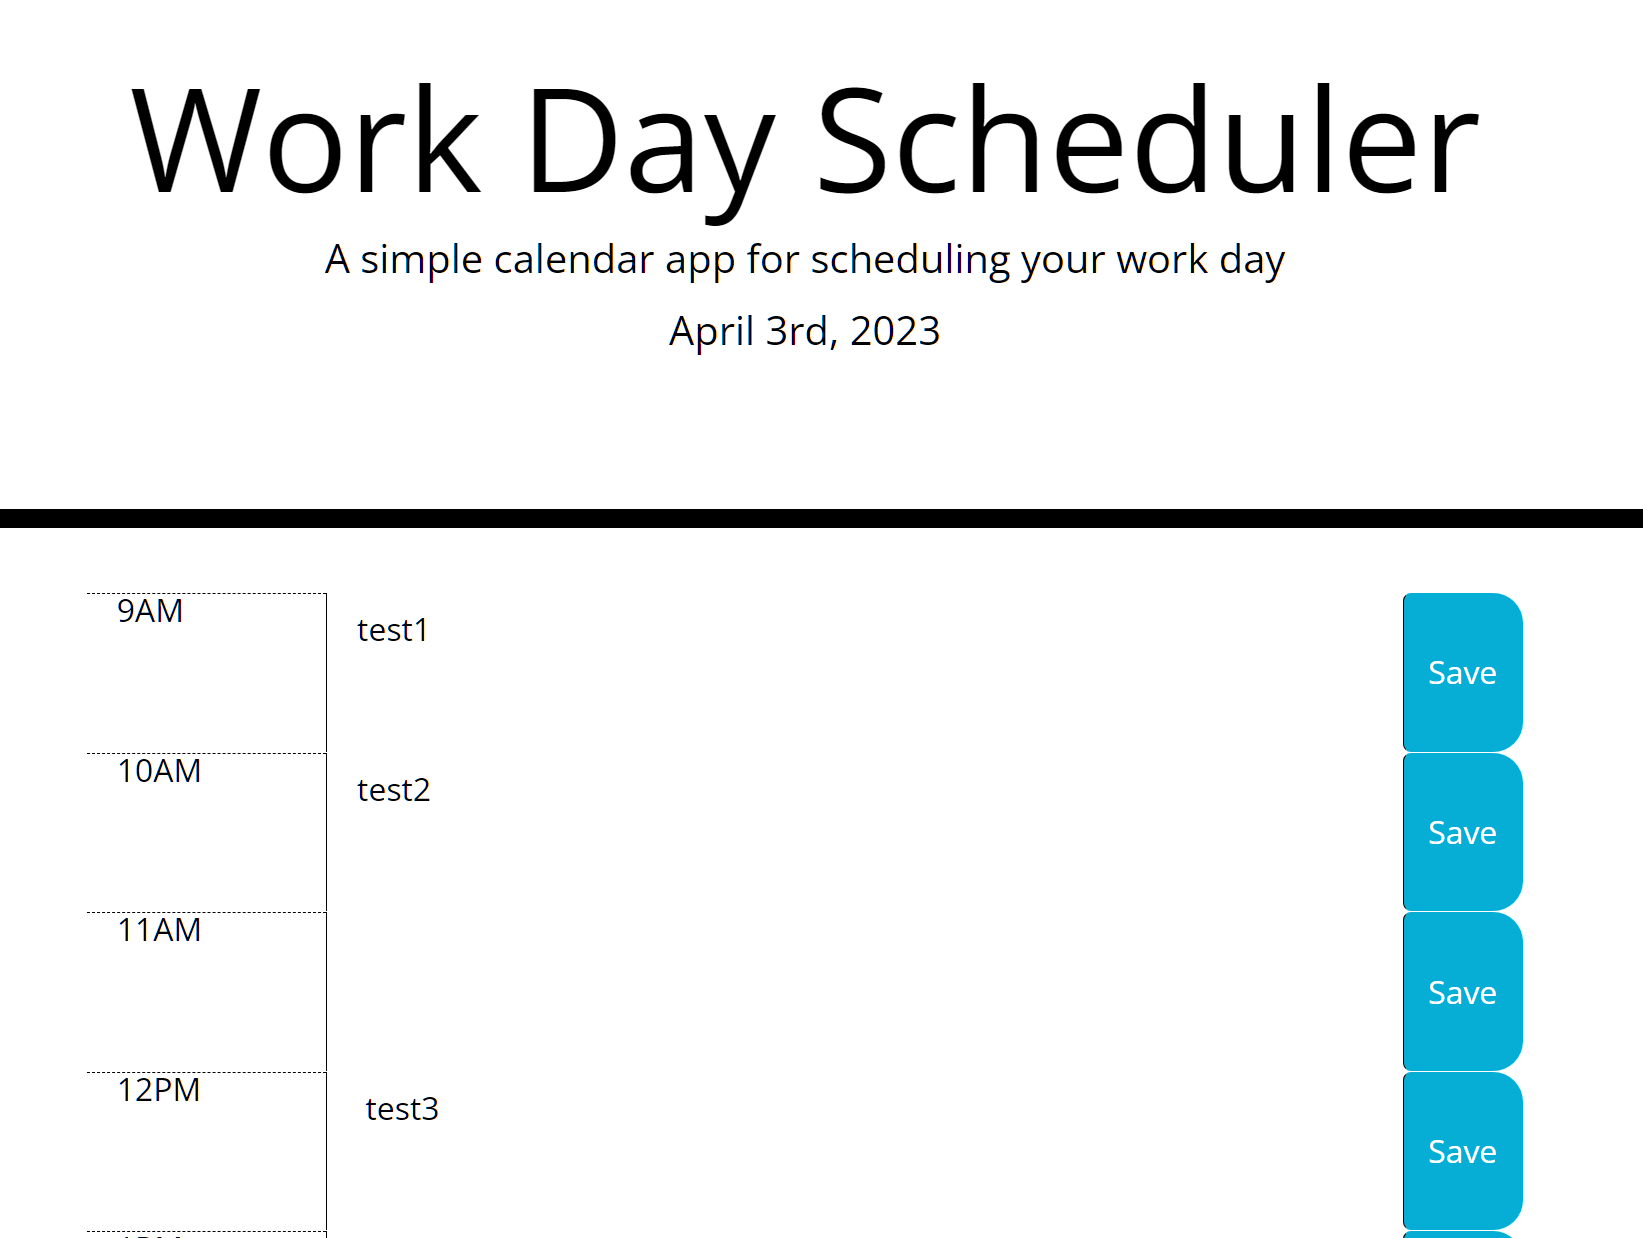 Work Day Scheduler
A simple calendar app for scheduling your work day
April 3rd, 2023
9AM
test1
Save
10AM
test2
Save
11AM
Save
12PM
test3
Save